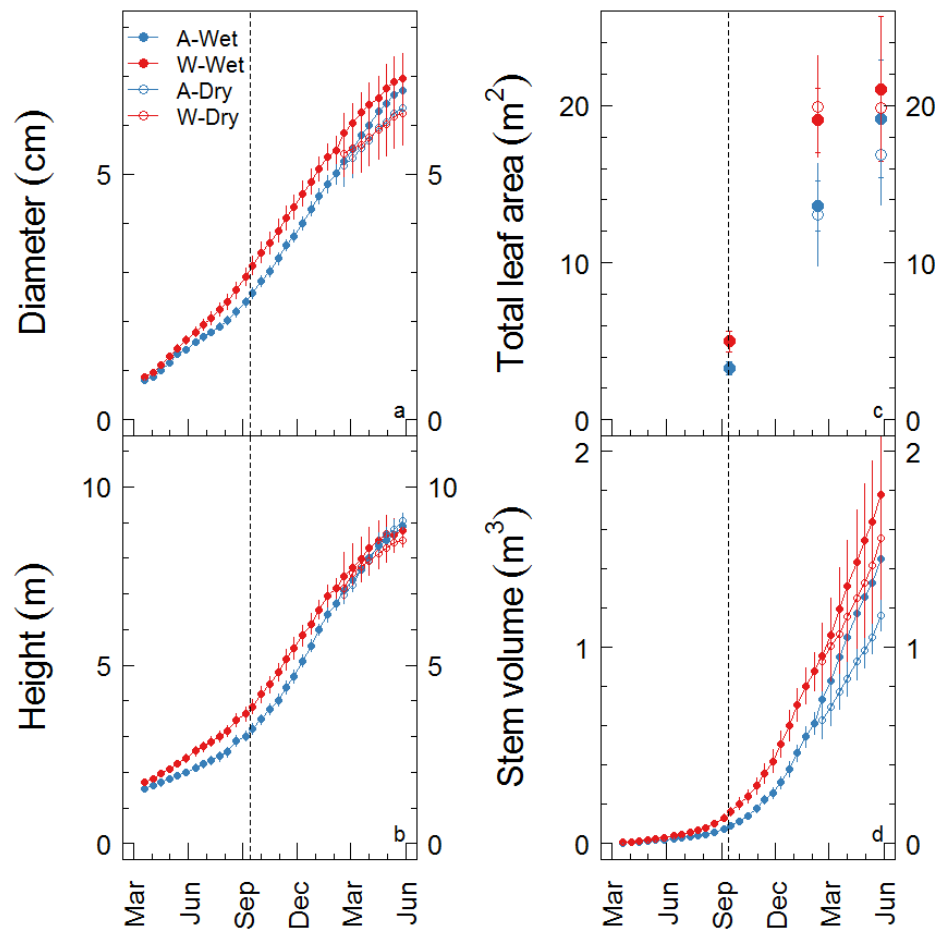 A-Wet
W-Wet
A-Dry
W-Dry
Diameter (cm)
0
5
0
5
a
Total leaf area (m²)
0
10
20
0
10
20
c
Height (m)
0
5
10
0
5
10
b
Stem volume (m³)
0
1
2
0
1
2
d
Mar
Jun
Sep
Dec
Mar
Jun
Mar
Jun
Sep
Dec
Mar
Jun